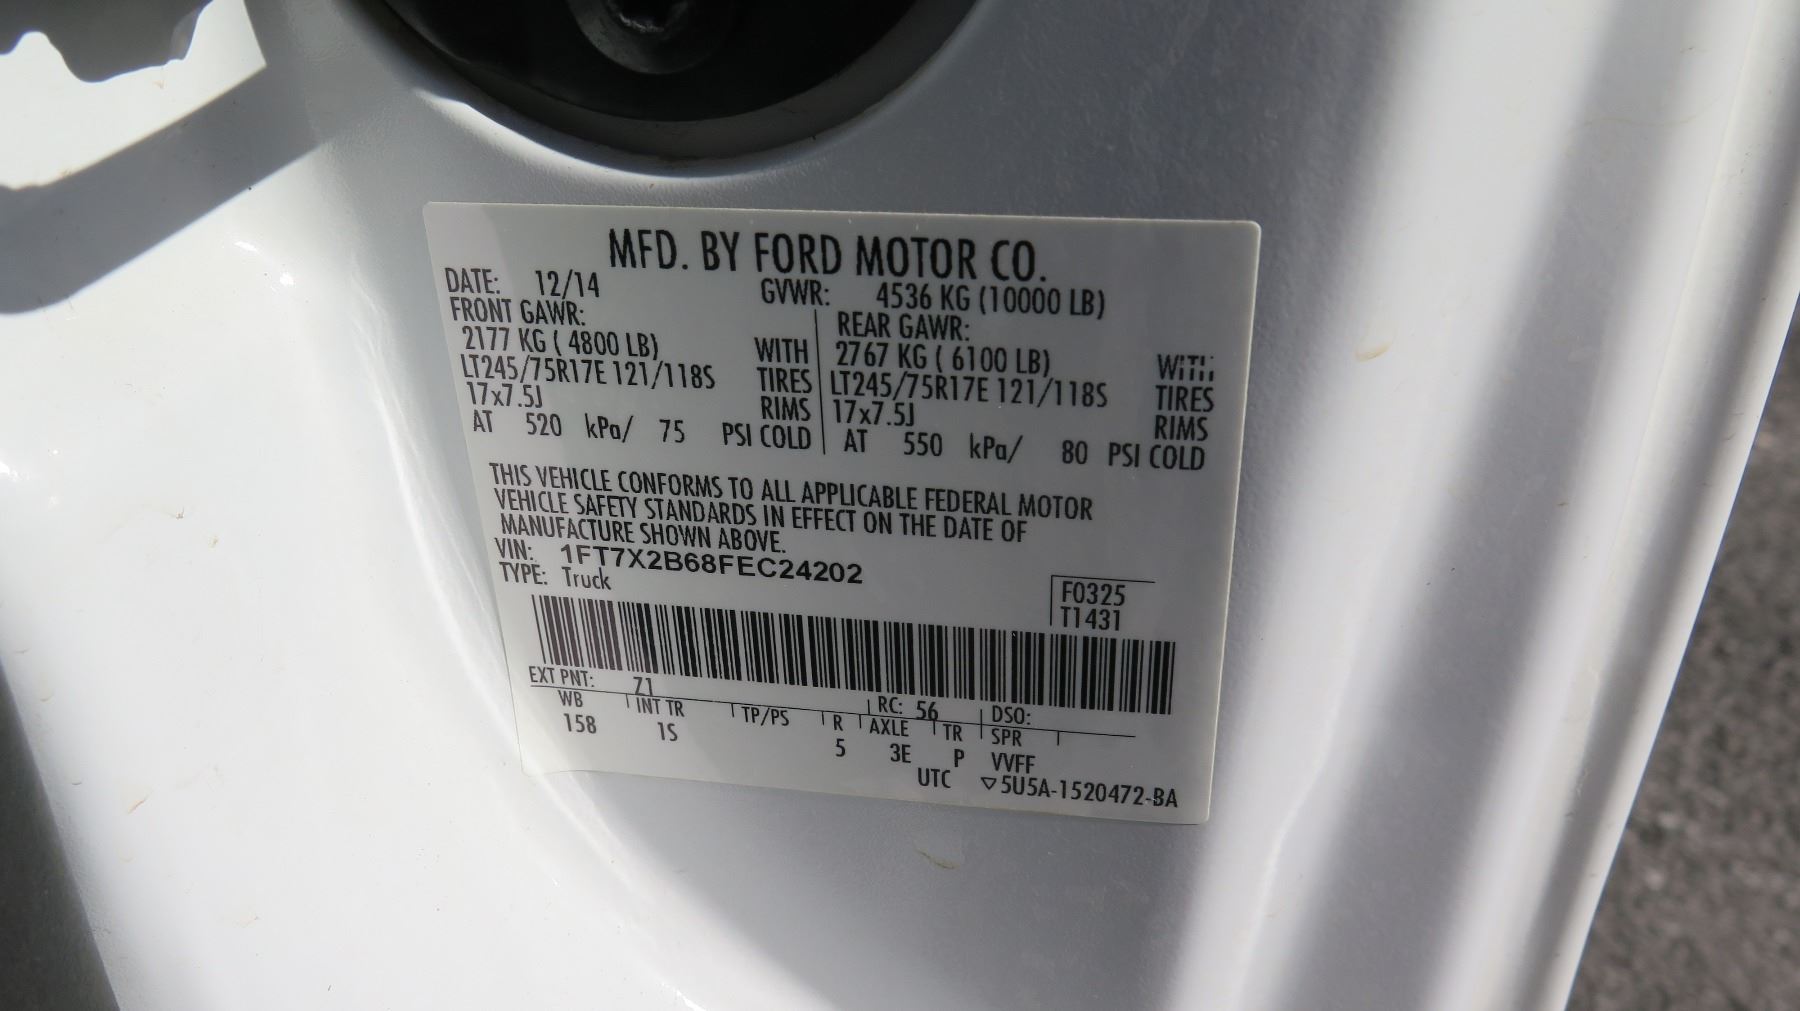 MFD. BY FORD MOTOR CO.
DATE: 12/14 GVWR: 4536 KG (10000 LB)
FRONT GAWR: REAR GAWR:
2177 KG ( 4800 LB) WITH 2767 KG ( 6100 LB) WITH
LT245/75R17E 121/118S TIRES LT245/75R17E 121/118S TIRES
17x7.5J RIMS 17x7.5J RIMS
AT 520 kPa/ 75 PSI COLD AT 550 kPa/ 80 PSI COLD
THIS VEHICLE CONFORMS TO ALL APPLICABLE FEDERAL MOTOR
VEHICLE SAFETY STANDARDS IN EFFECT ON THE DATE OF
MANUFACTURE SHOWN ABOVE.
VIN: 1FT7X2B68FEC24202
TYPE: Truck
F0325
T1431
EXT PNT: Z1 RC: 56 DSO:
WB INT TR TP/PS R AXLE TR SPR
158 1S 5 3E P VVFF
UTC ▽5U5A-1520472-BA